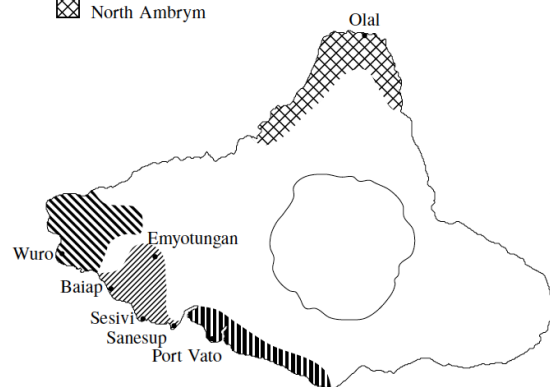 North Ambrym
Olal
Emyotungan
Wuro
Baiap
Sesivi
Sanesup
Port Vato